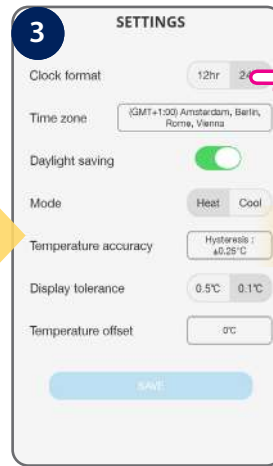 3
SETTINGS
Clock format 12hr 24
Time zone (GMT+1:00) Amsterdam, Berlin,
Rome, Vienna
Daylight saving
Mode Heat Cool
Temperature accuracy Hysteresis :
±0.25°C
Display tolerance 0.5°C 0.1°C
Temperature offset 0°C
SAVE